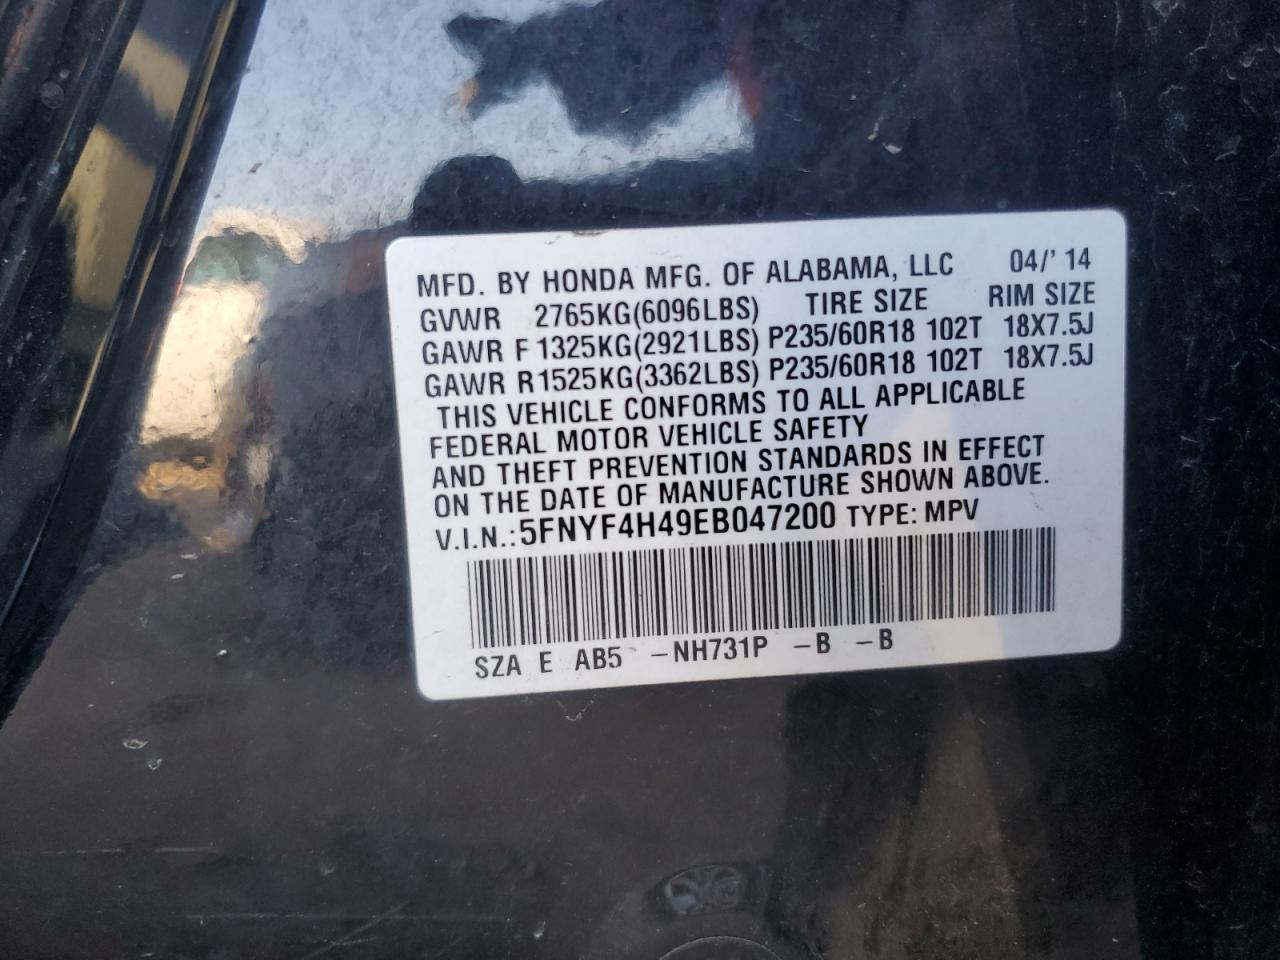 MFD. BY HONDA MFG. OF ALABAMA, LLC 04/' 14
GVWR 2765KG(6096LBS) TIRE SIZE RIM SIZE
GAWR F 1325KG(2921LBS) P235/60R18 102T 18X7.5J
GAWR R 1525KG(3362LBS) P235/60R18 102T 18X7.5J
THIS VEHICLE CONFORMS TO ALL APPLICABLE
FEDERAL MOTOR VEHICLE SAFETY
AND THEFT PREVENTION STANDARDS IN EFFECT
ON THE DATE OF MANUFACTURE SHOWN ABOVE.
V.I.N.: 5FNYF4H49EB047200 TYPE: MPV
SZA E AB5 -NH731P -B -B